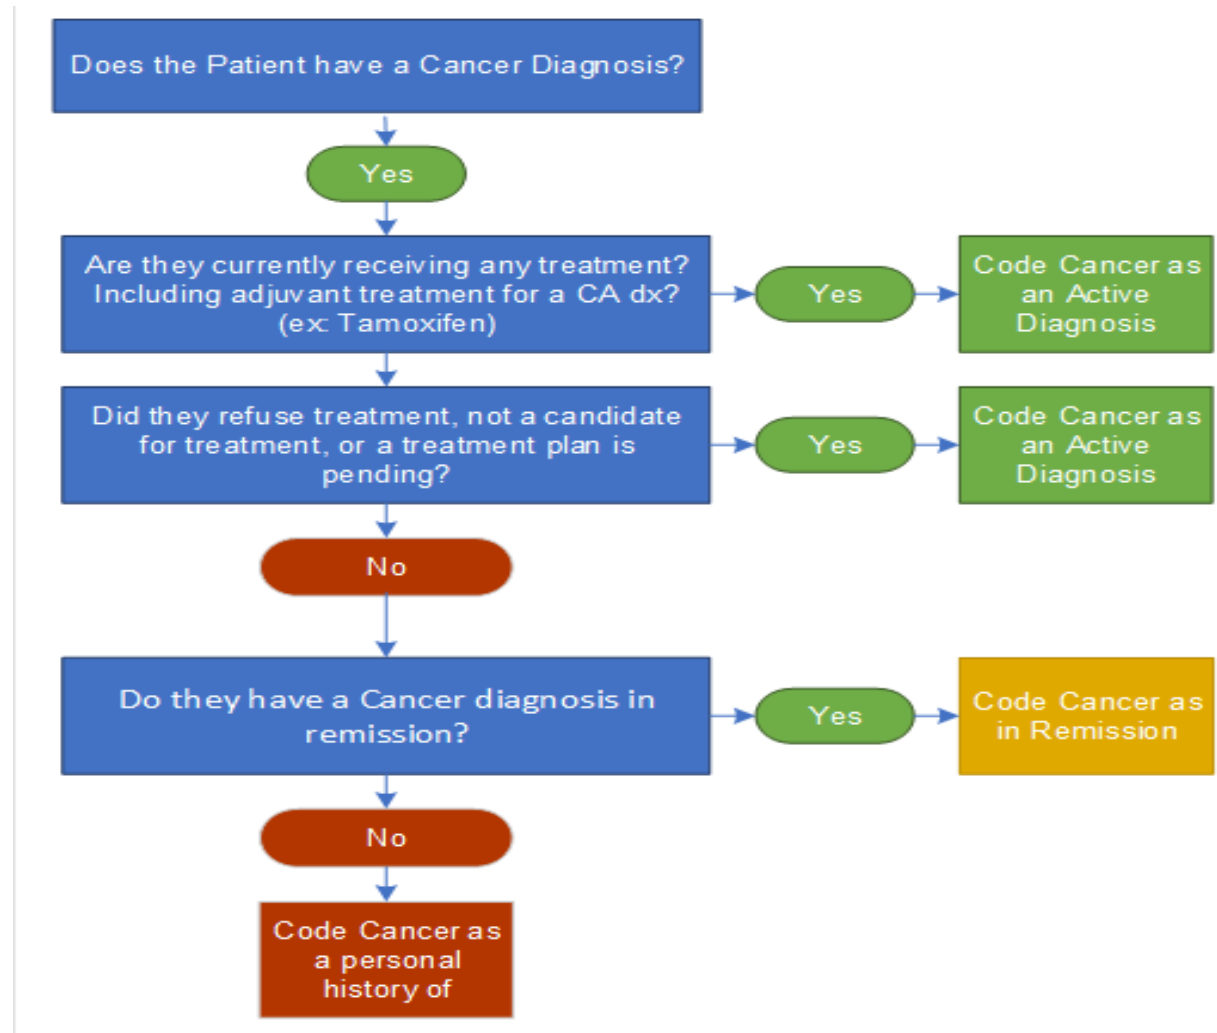 Does the Patient have a Cancer Diagnosis?
Yes
Are they currently receiving any treatment?
Including adjuvant treatment for a CA dx?
(ex: Tamoxifen)
Yes
Code Cancer as
an Active
Diagnosis
Did they refuse treatment, not a candidate
for treatment, or a treatment plan is
pending?
Yes
Code Cancer as
an Active
Diagnosis
No
Do they have a Cancer diagnosis in
remission?
Yes
Code Cancer as
in Remission
No
Code Cancer as
a personal
history of